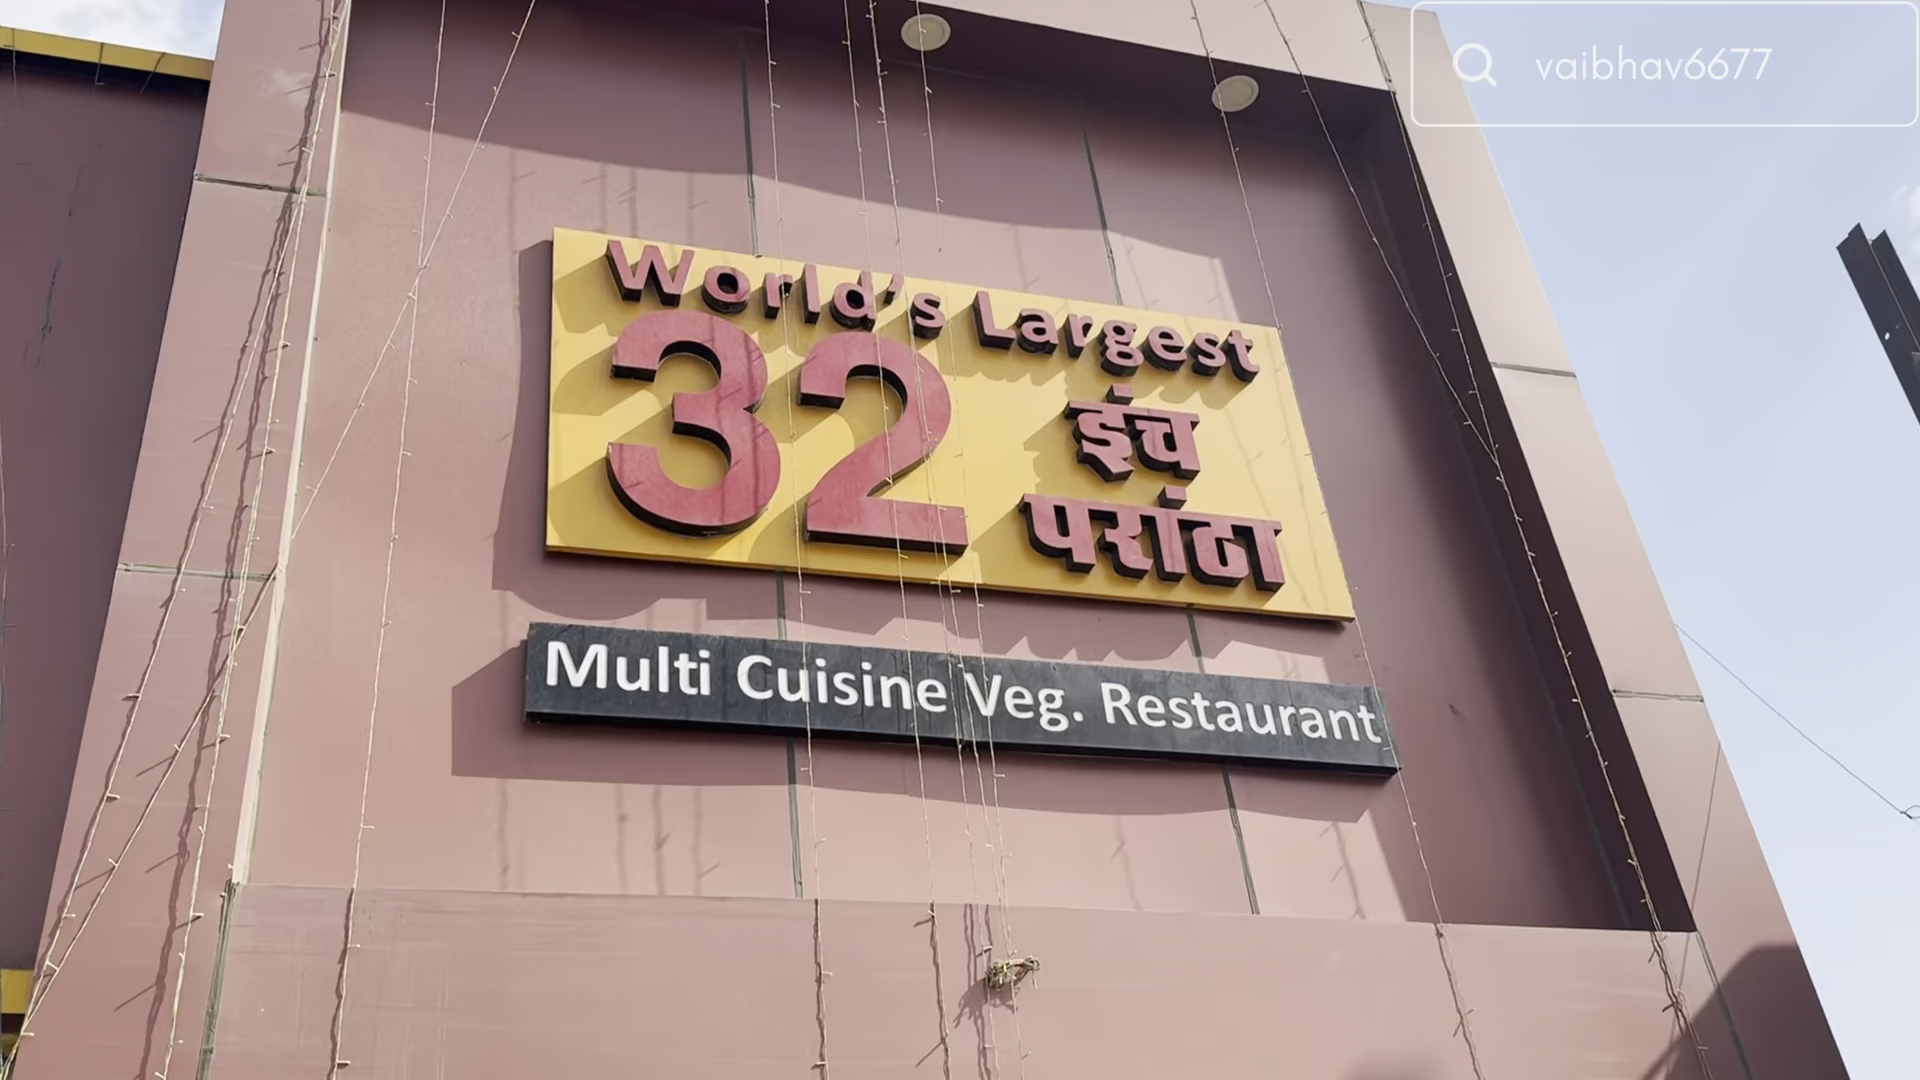 vaibhav6677
World's Largest
32 इंच
परांठा
Multi Cuisine Veg. Restaurant